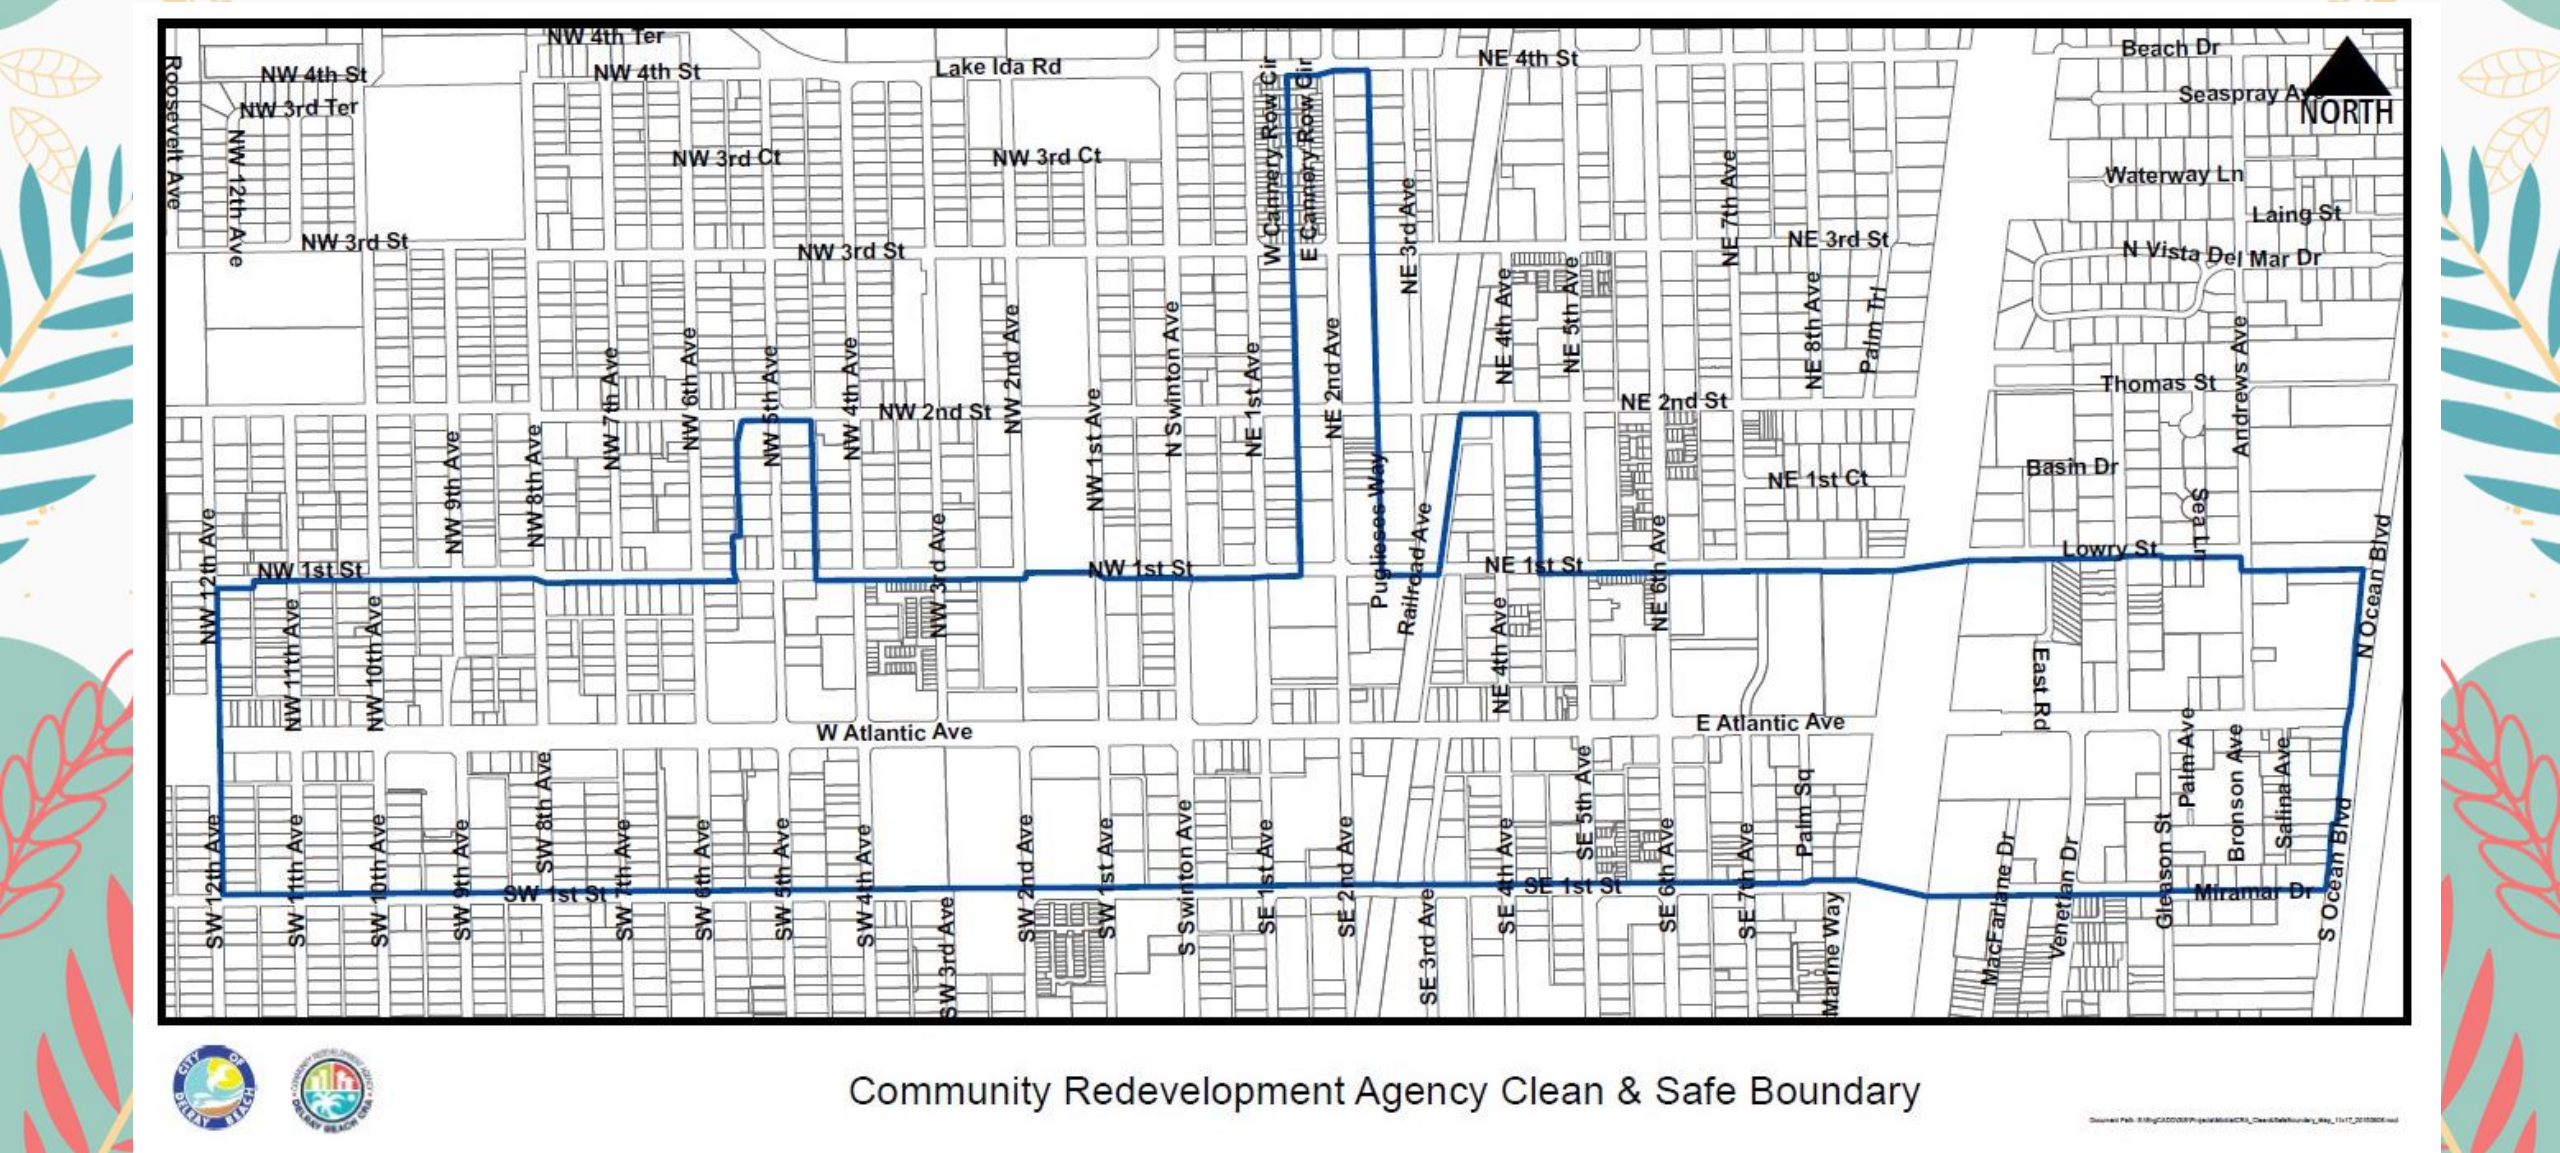 NW 4th Ter
Beach Dr
NW 4th St
NW 4th St
Lake Ida Rd
NE 4th St
Seaspray Ave
NORTH
NW 3rd Ter
Roosevelt Ave
NW 12th Ave
NW 3rd Ct
NW 3rd Ct
W Cannery Row Cir
E Cannery Row Cir
NE 3rd Ave
NE 7th Ave
Waterway Ln
Laing St
NW 3rd St
NW 3rd St
NE 3rd St
N Vista Del Mar Dr
NW 7th Ave
NW 6th Ave
NW 5th Ave
NW 4th Ave
NW 2nd Ave
N Swinton Ave
NE 1st Ave
NE 2nd Ave
NE 4th Ave
NE 5th Ave
NE 8th Ave
Palm Trl
Thomas St
Andrews Ave
NW 2nd St
NE 2nd St
NW 9th Ave
NW 8th Ave
NW 1st Ave
Puglieses Way
Railroad Ave
NE 1st Ct
Basin Dr
Sea Ln
NW 12th Ave
NW 1st St
NW 3rd Ave
NW 1st St
NE 1st St
NE 6th Ave
Lowry St
N Ocean Blvd
NW 11th Ave
NW 10th Ave
NE 4th Ave
East Rd
W Atlantic Ave
E Atlantic Ave
SW 8th Ave
SE 5th Ave
Palm Sq
Palm Ave
Bronson Ave
Salina Ave
SW 12th Ave
SW 11th Ave
SW 10th Ave
SW 9th Ave
SW 1st St
SW 7th Ave
SW 6th Ave
SW 5th Ave
SW 4th Ave
SW 3rd Ave
SW 2nd Ave
SW 1st Ave
S Swinton Ave
SE 1st Ave
SE 2nd Ave
SE 3rd Ave
SE 4th Ave
SE 1st St
SE 6th Ave
SE 7th Ave
Marine Way
MacFarlane Dr
Venetian Dr
Gleason St
Miramar Dr
S Ocean Blvd
CITY OF
DELRAY BEACH
COMMUNITY REDEVELOPMENT AGENCY
DELRAY BEACH CRA
Community Redevelopment Agency Clean & Safe Boundary